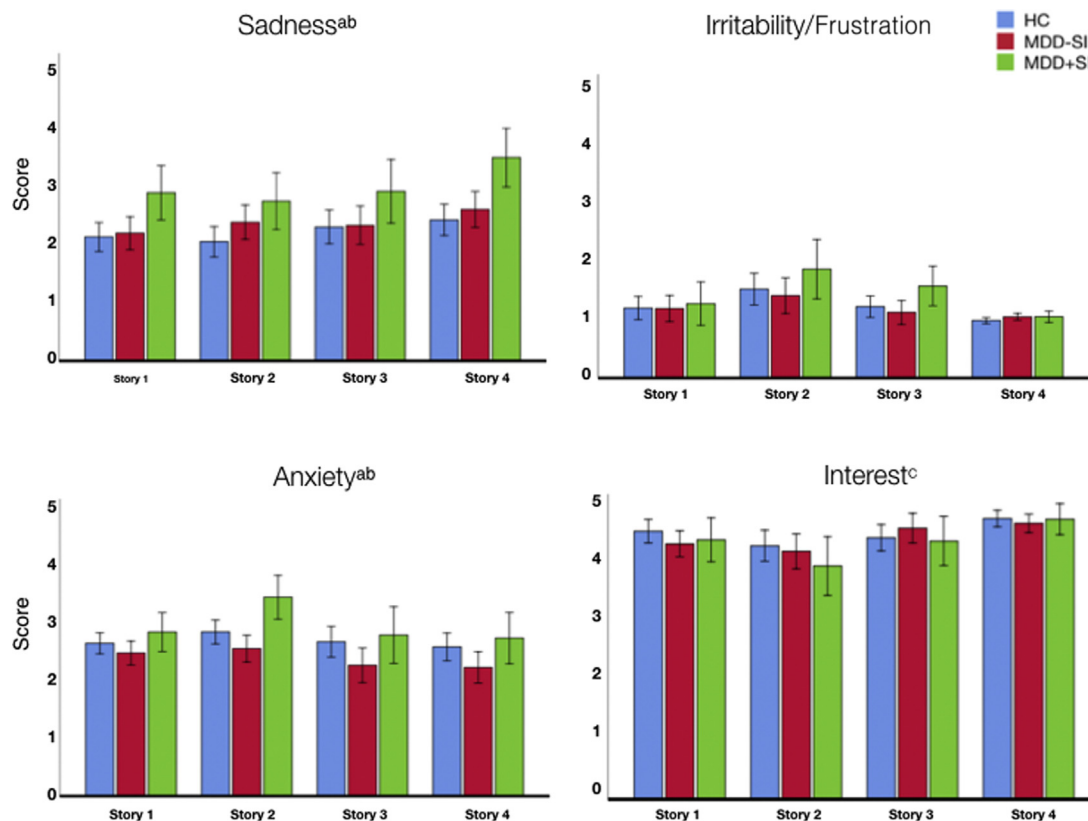 Sadnessᵃᵇ
Irritability/Frustration
HC
MDD-SI
MDD+S
Score
5
4
3
2
1
0
Story 1
Story 2
Story 3
Story 4
5
4
3
2
1
0
Story 1
Story 2
Story 3
Story 4
Anxietyᵃᵇ
Interestᶜ
Score
5
4
3
2
1
0
Story 1
Story 2
Story 3
Story 4
5
4
3
2
1
0
Story 1
Story 2
Story 3
Story 4